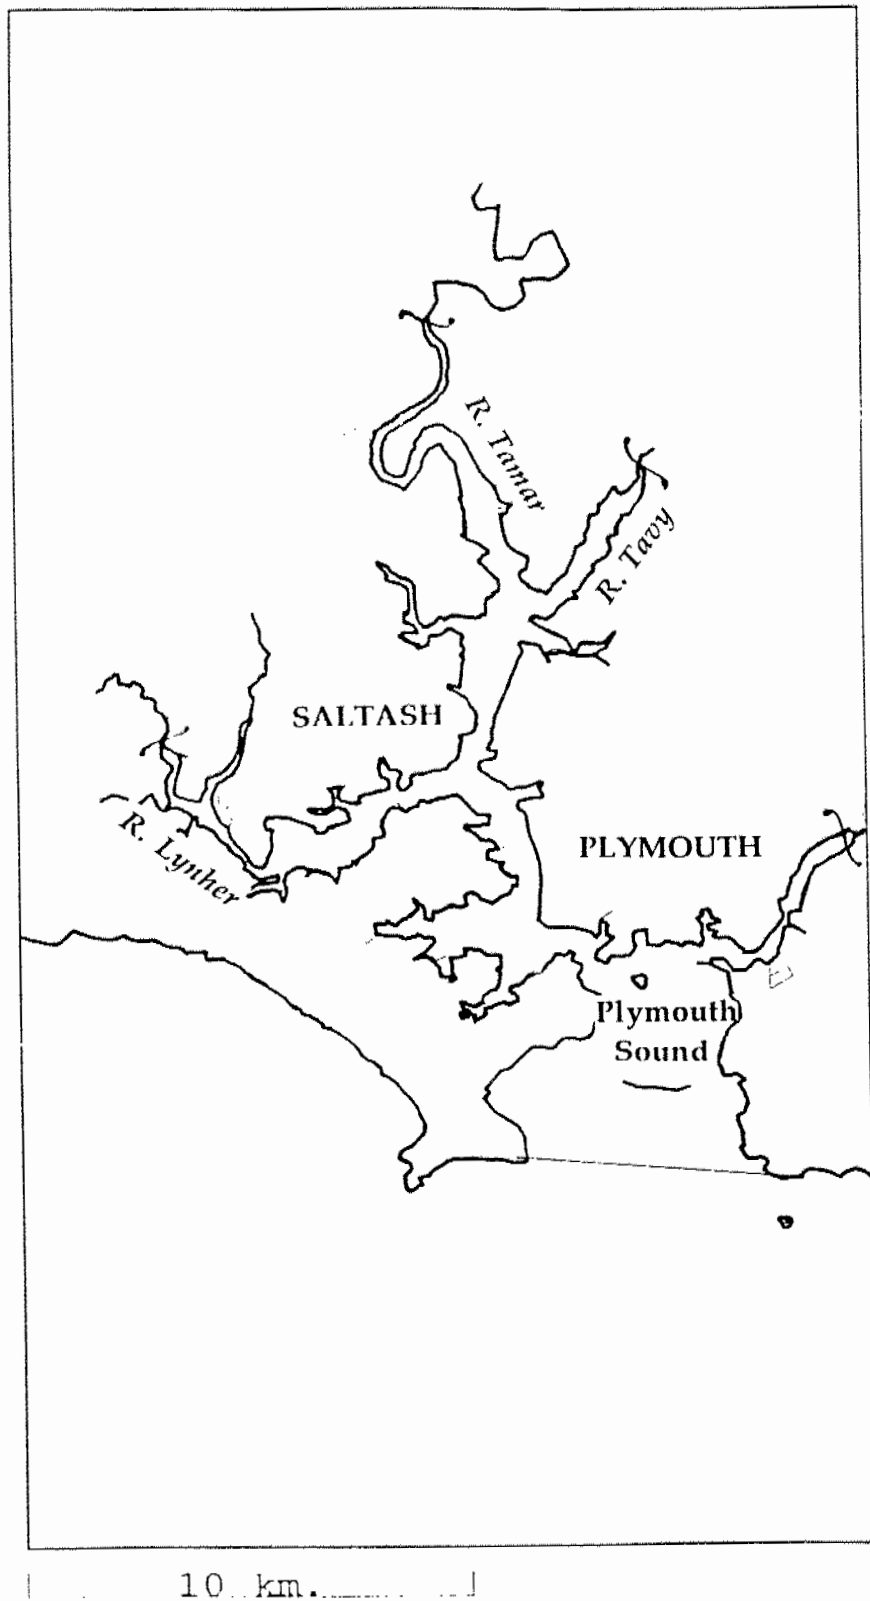 R. Tamar
R. Tavy
SALTASH
R. Lynher
PLYMOUTH
Plymouth
Sound
10 km.